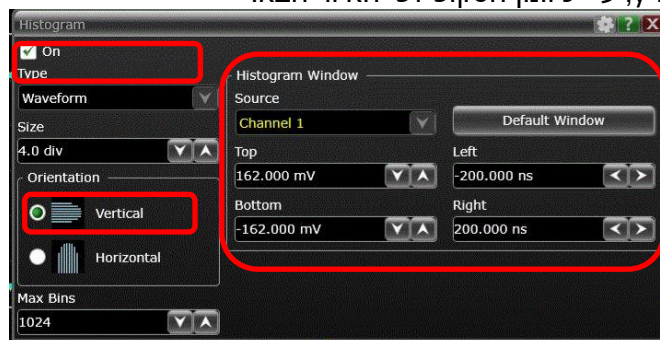 Histogram
On
Type
Waveform
Size
4.0 div
Orientation
Vertical
Horizontal
Max Bins
1024
Histogram Window
Source
Channel 1
Default Window
Top
162.000 mV
Left
-200.000 ns
Bottom
-162.000 mV
Right
200.000 ns